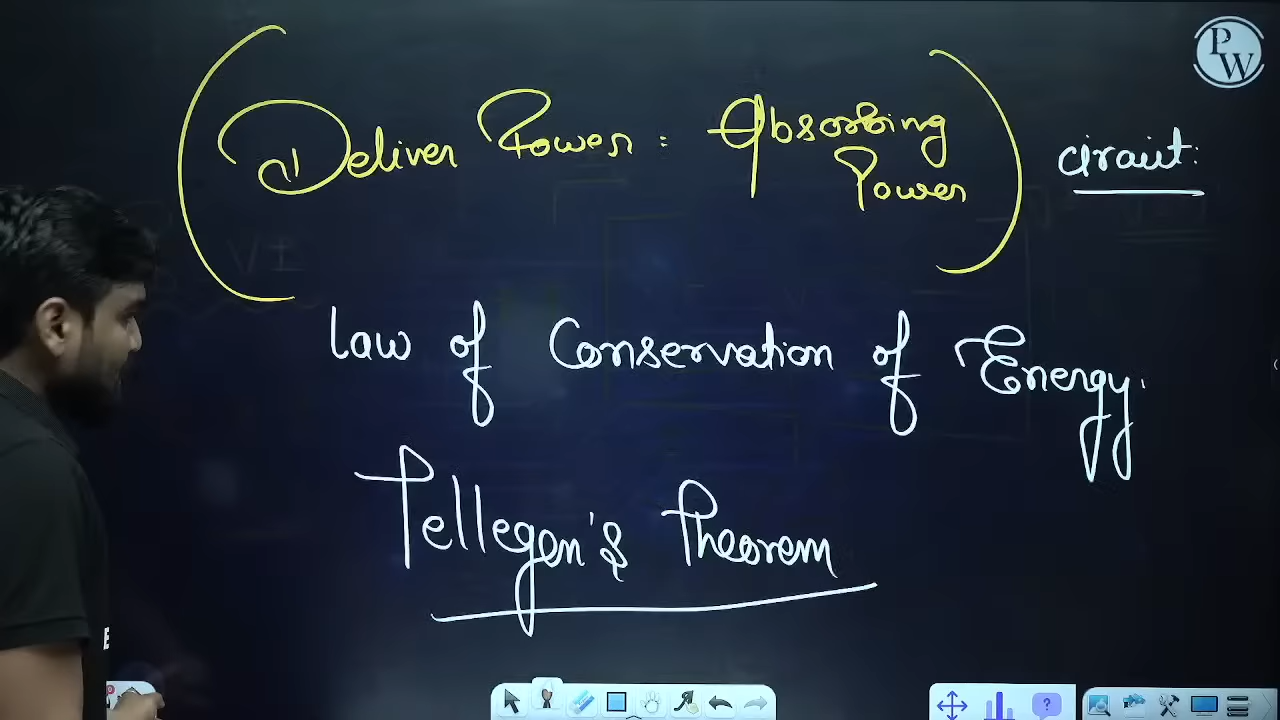 PW
Deliver Power = Absorbing
Power
circuit:
Law of Conservation of Energy.
Tellegen's Theorem
E